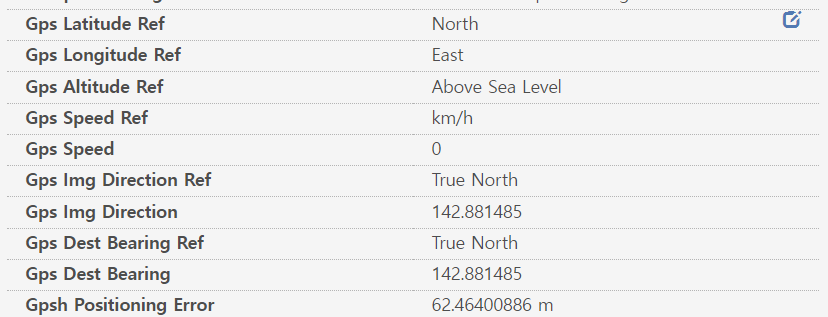 Gps Latitude Ref North
Gps Longitude Ref East
Gps Altitude Ref Above Sea Level
Gps Speed Ref km/h
Gps Speed 0
Gps Img Direction Ref True North
Gps Img Direction 142.881485
Gps Dest Bearing Ref True North
Gps Dest Bearing 142.881485
Gpsh Positioning Error 62.46400886 m